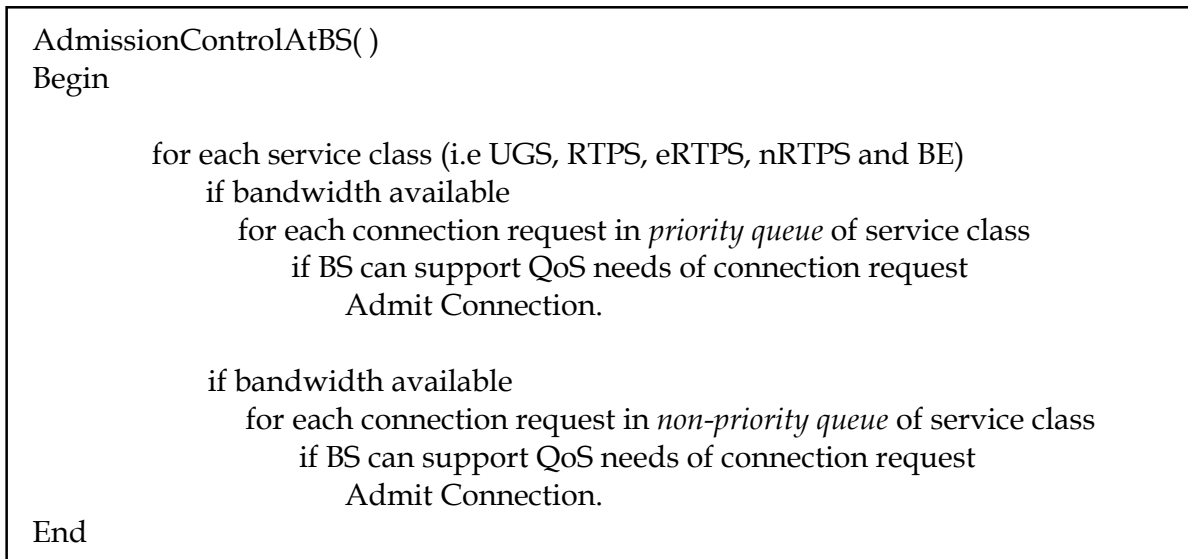 AdmissionControlAtBS( )
Begin
for each service class (i.e UGS, RTPS, eRTPS, nRTPS and BE)
if bandwidth available
for each connection request in priority queue of service class
if BS can support QoS needs of connection request
Admit Connection.
if bandwidth available
for each connection request in non-priority queue of service class
if BS can support QoS needs of connection request
Admit Connection.
End